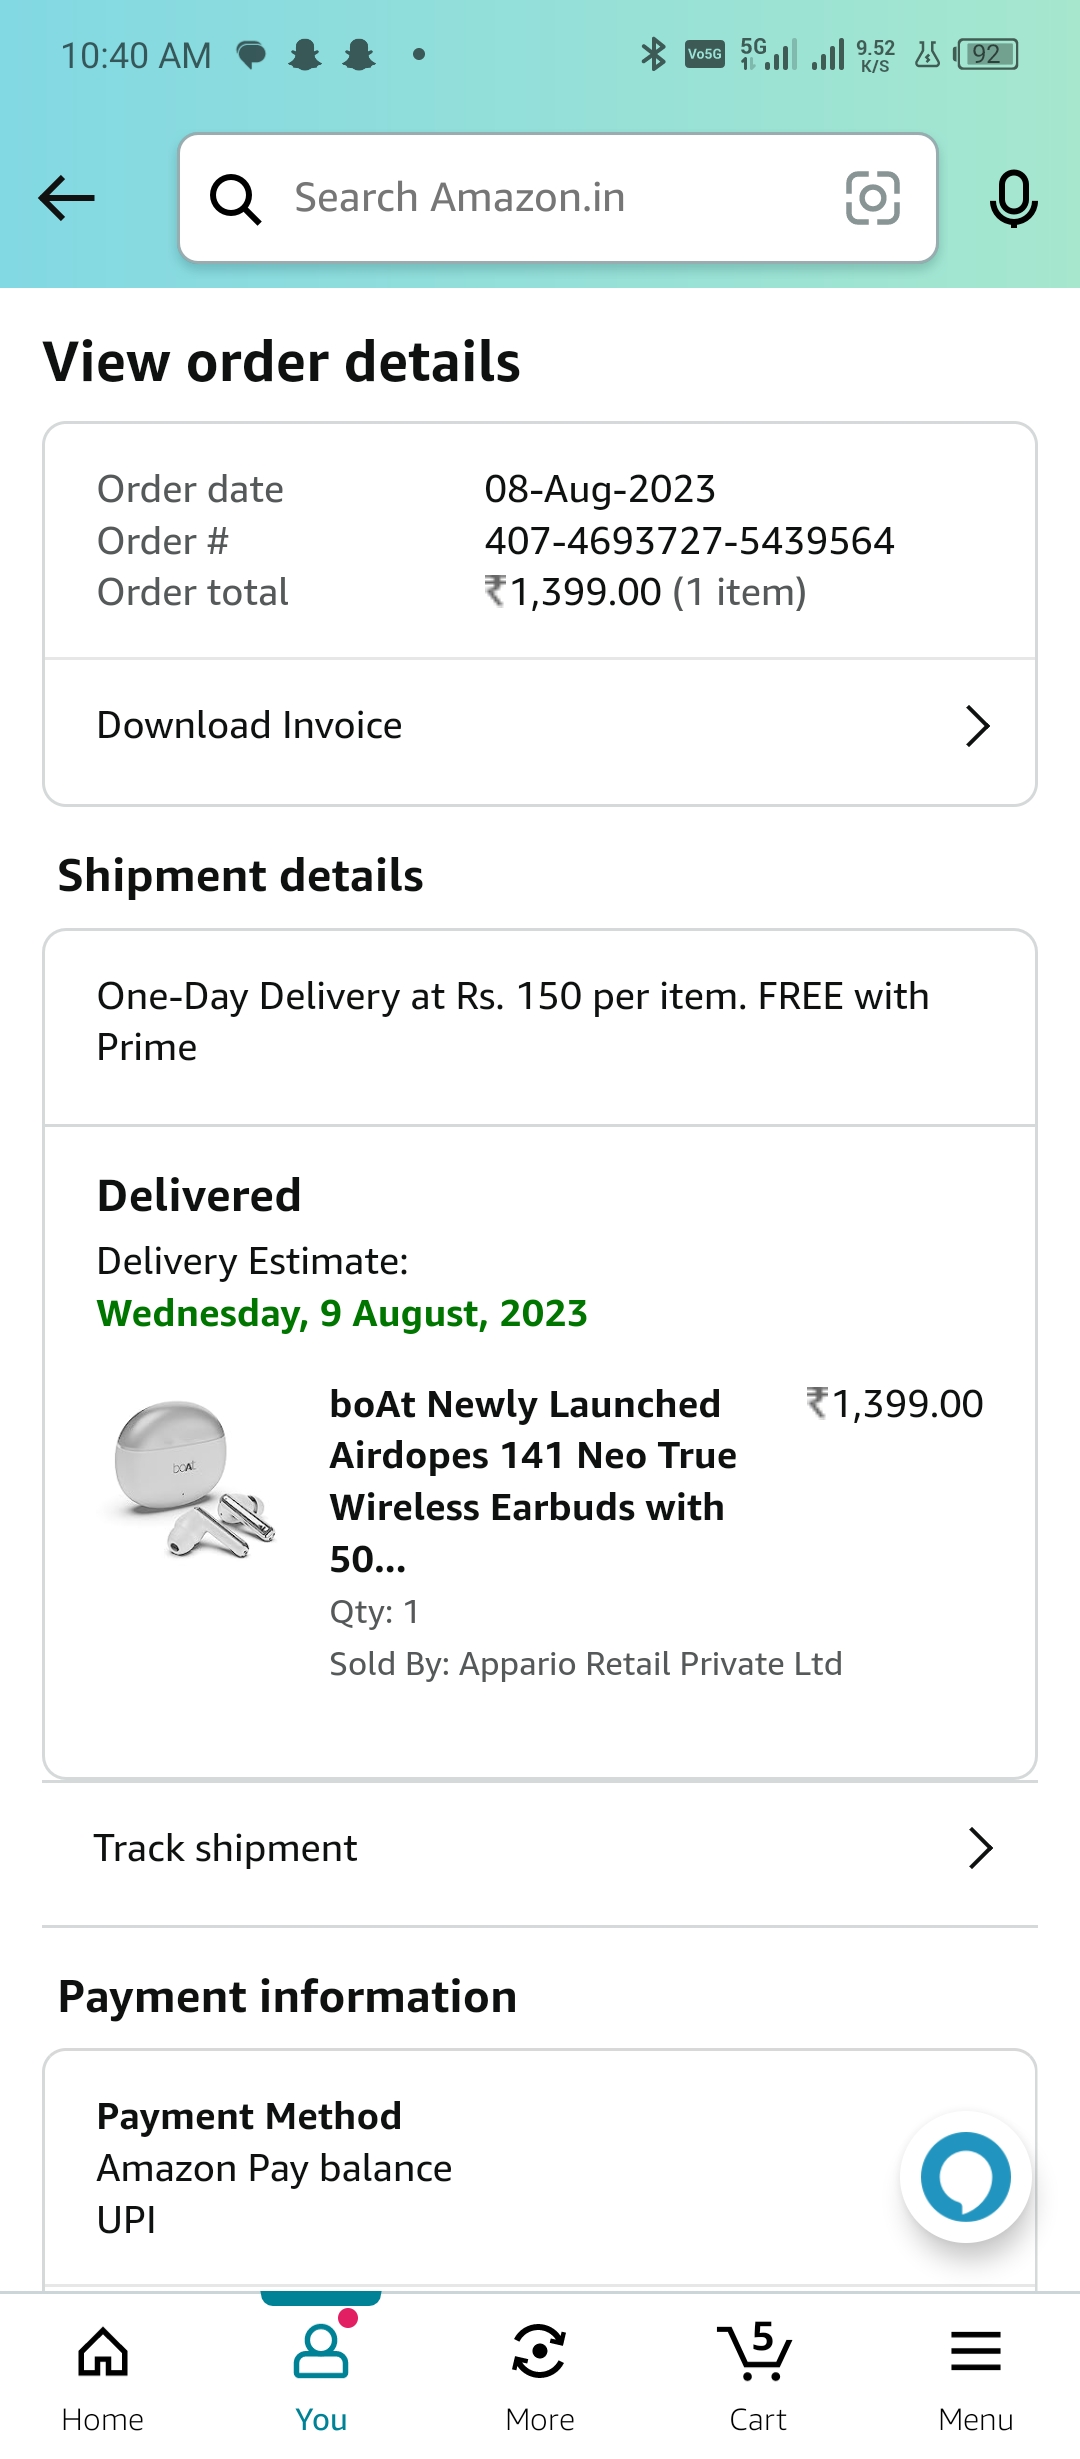 10:40 AM Vo5G 5G 9.52 K/S 92
Search Amazon.in
View order details
Order date 08-Aug-2023
Order # 407-4693727-5439564
Order total ₹1,399.00 (1 item)
Download Invoice
Shipment details
One-Day Delivery at Rs. 150 per item. FREE with
Prime
Delivered
Delivery Estimate:
Wednesday, 9 August, 2023
boAt
boAt Newly Launched ₹1,399.00
Airdopes 141 Neo True
Wireless Earbuds with
50...
Qty: 1
Sold By: Appario Retail Private Ltd
Track shipment
Payment information
Payment Method
Amazon Pay balance
UPI
5
Home You More Cart Menu